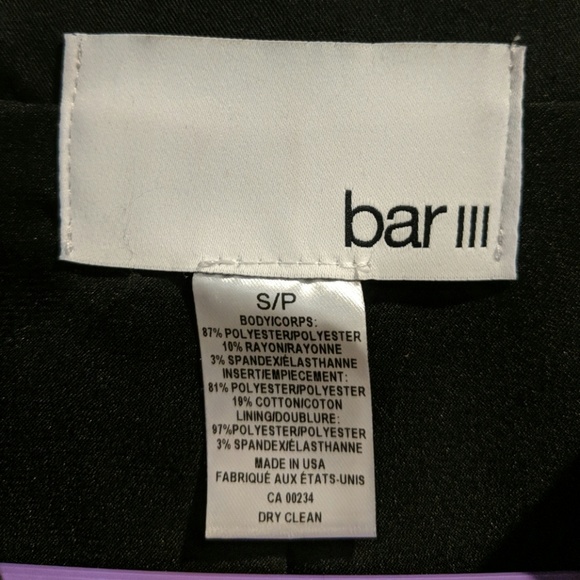 bar III
S/P
BODY/CORPS:
87% POLYESTER/POLYESTER
10% RAYON/RAYONNE
3% SPANDEX/ÉLASTHANNE
INSERT/EMPIECEMENT:
81% POLYESTER/POLYESTER
19% COTTON/COTON
LINING/DOUBLURE:
97%POLYESTER/POLYESTER
3% SPANDEX/ÉLASTHANNE
MADE IN USA
FABRIQUÉ AUX ÉTATS-UNIS
CA 00234
DRY CLEAN